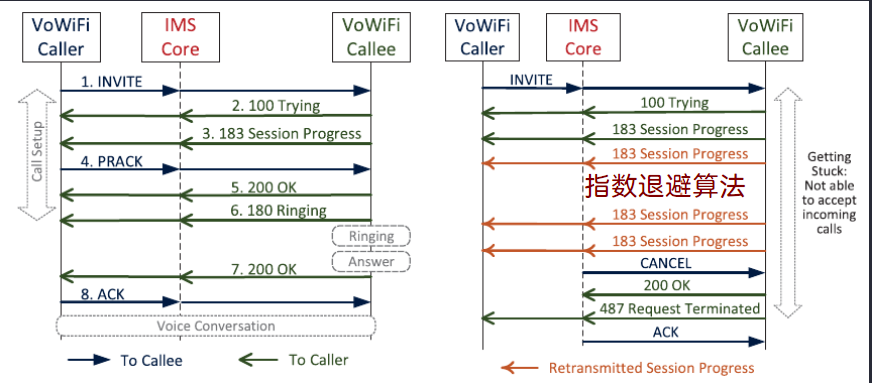 VoWiFi
Caller
IMS
Core
VoWiFi
Callee
1. INVITE
2. 100 Trying
3. 183 Session Progress
4. PRACK
5. 200 OK
6. 180 Ringing
Ringing
Answer
7. 200 OK
8. ACK
Voice Conversation
Call Setup
To Callee
To Caller
VoWiFi
Caller
IMS
Core
VoWiFi
Callee
INVITE
100 Trying
183 Session Progress
183 Session Progress
指数退避算法
183 Session Progress
183 Session Progress
CANCEL
200 OK
487 Request Terminated
ACK
Getting
Stuck:
Not able
to accept
incoming
calls
Retransmitted Session Progress